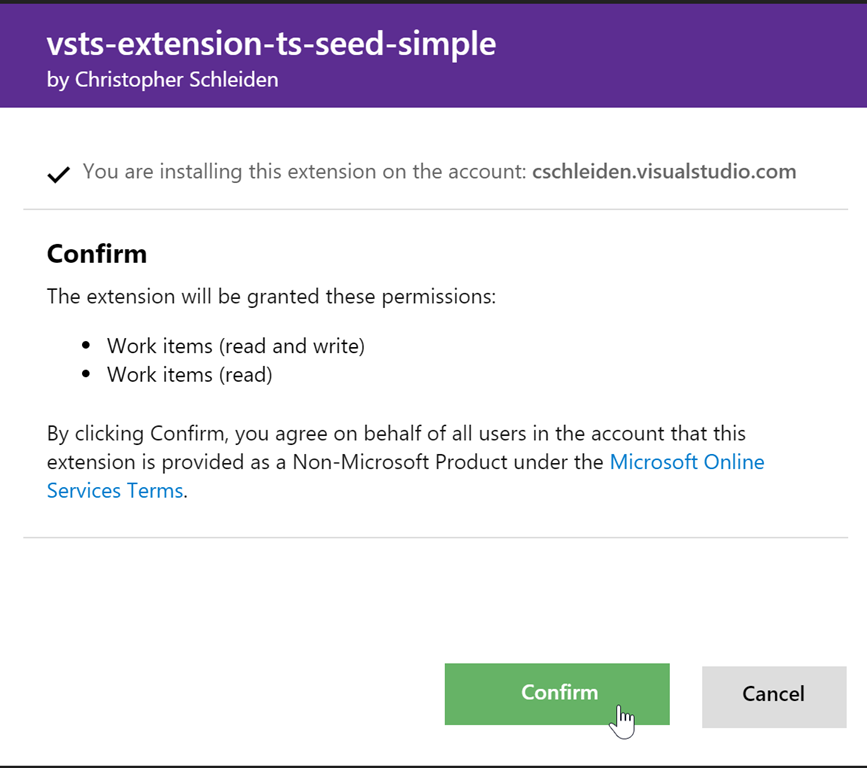 vsts-extension-ts-seed-simple
by Christopher Schleiden
You are installing this extension on the account: cschleiden.visualstudio.com
Confirm
The extension will be granted these permissions:
• Work items (read and write)
• Work items (read)
By clicking Confirm, you agree on behalf of all users in the account that this
extension is provided as a Non-Microsoft Product under the Microsoft Online
Services Terms.
Confirm
Cancel